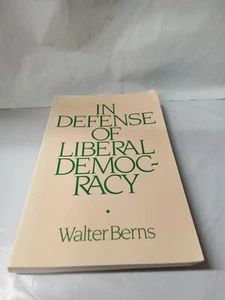 IN
DEFENSE
OF
LIBERAL
DEMOC-
RACY
•
Walter Berns